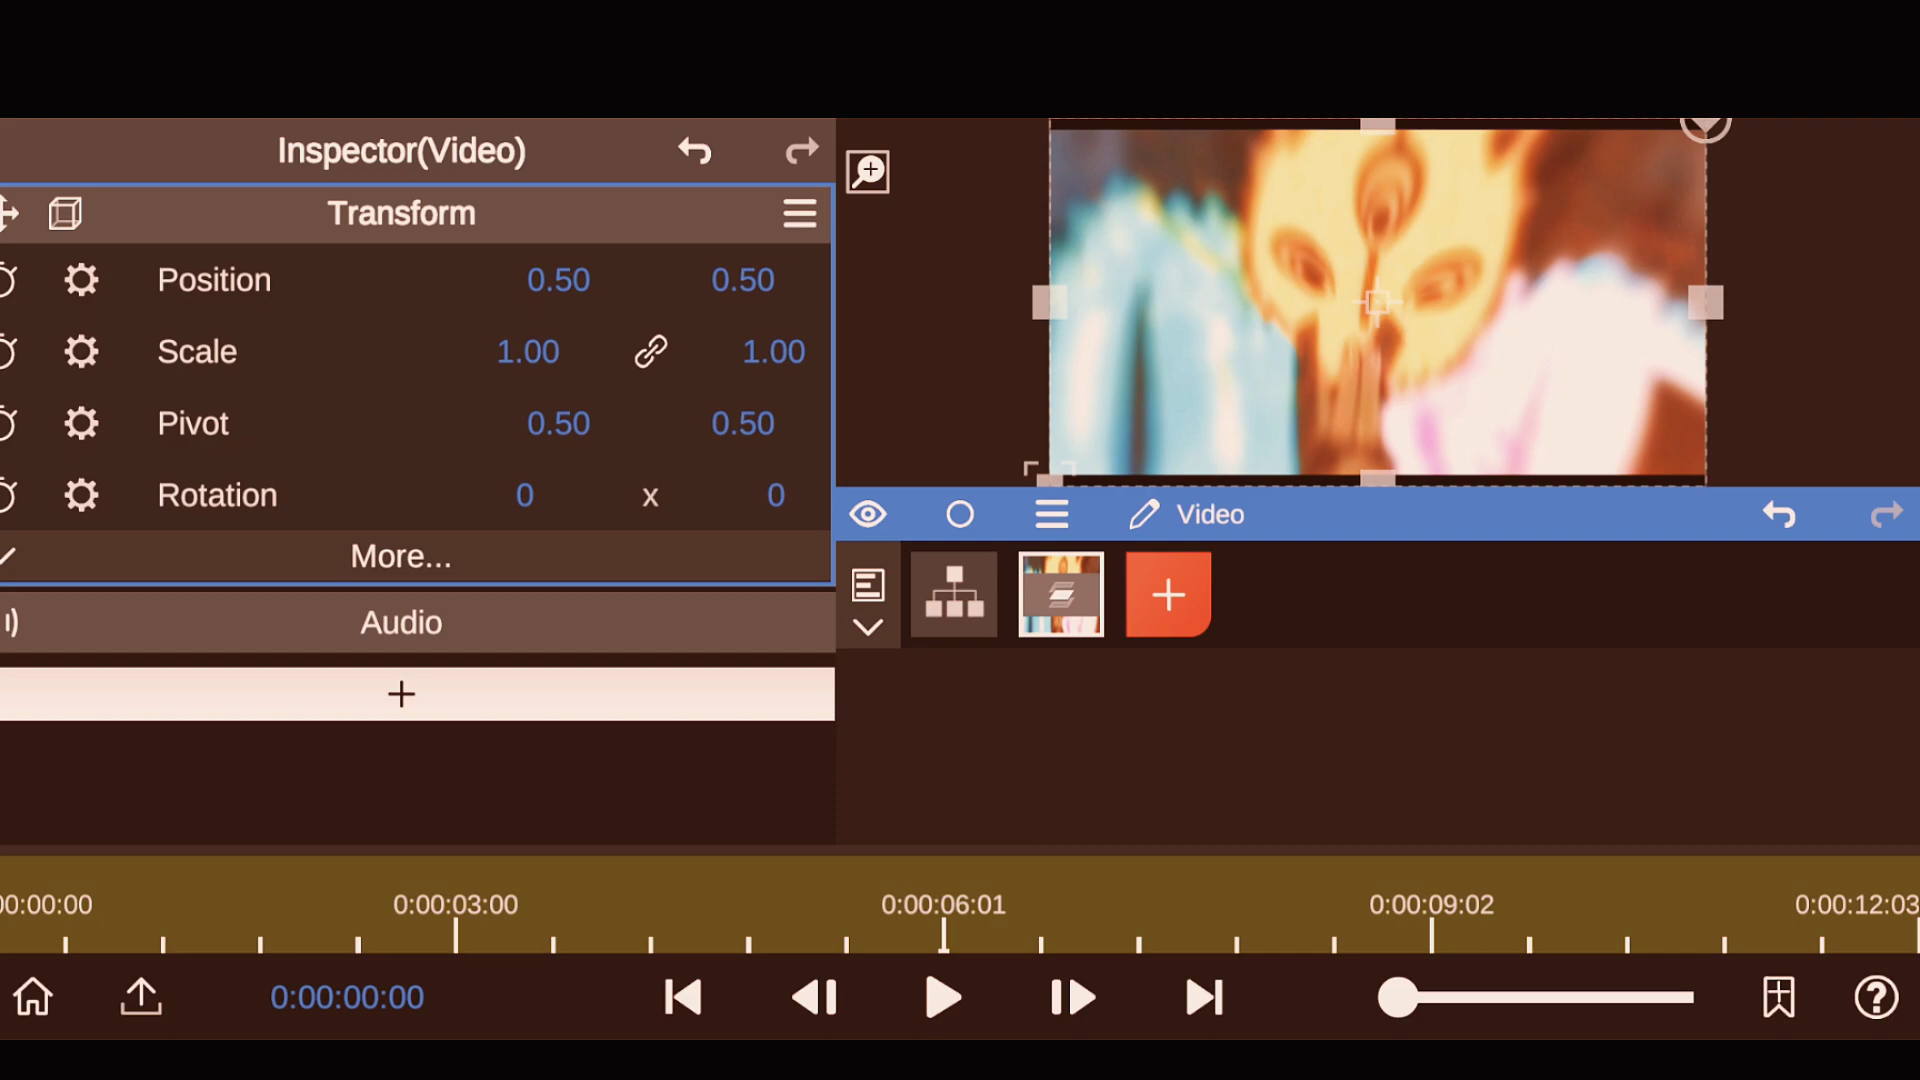 Inspector(Video)
Transform
Position 0.50 0.50
Scale 1.00 1.00
Pivot 0.50 0.50
Rotation 0 x 0
More...
Audio
Video
00:00:00 0:00:03:00 0:00:06:01 0:00:09:02 0:00:12:03
0:00:00:00